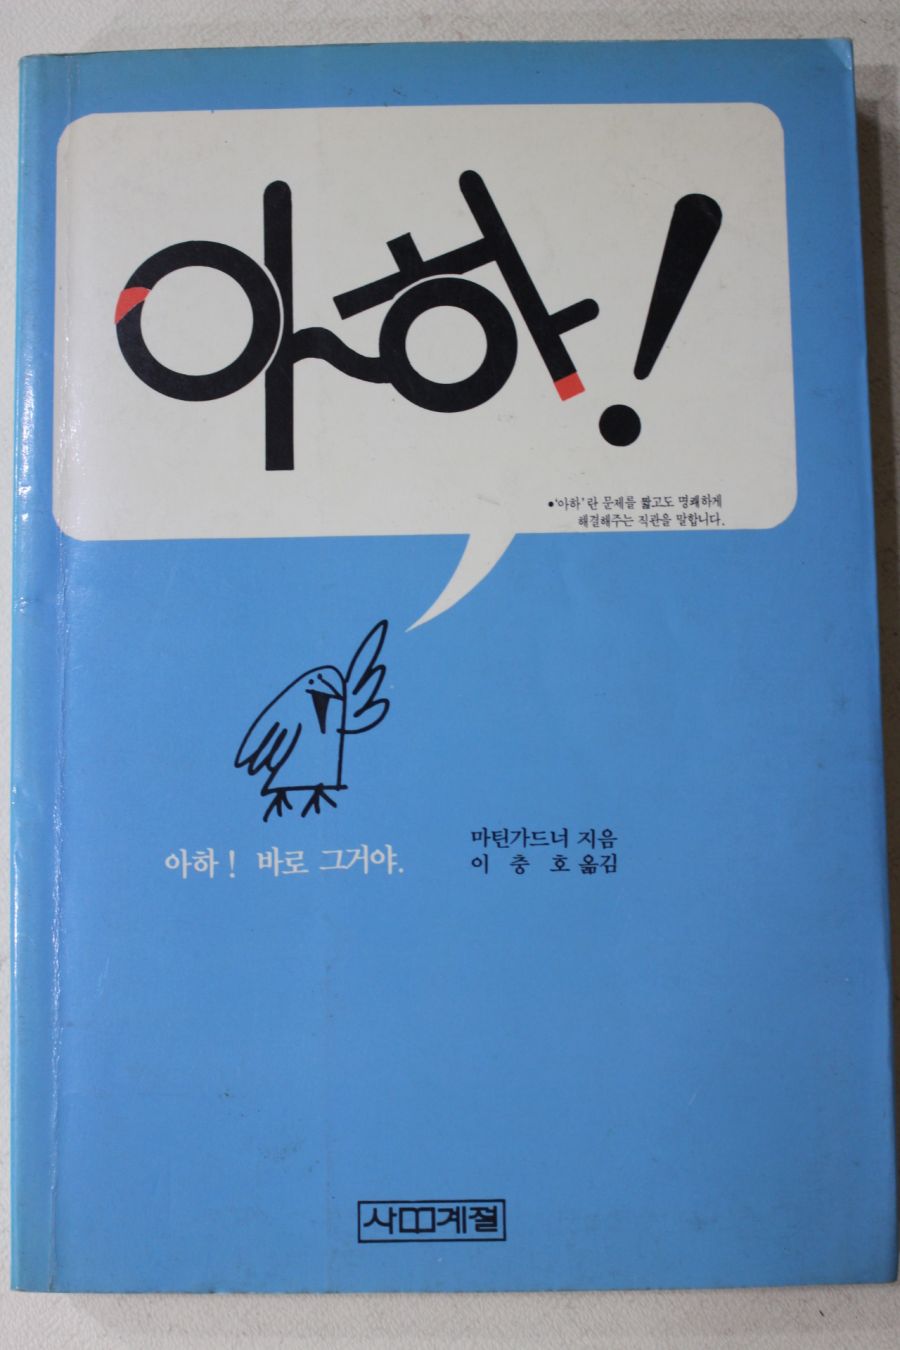 아하!
•'아하'란 문제를 짧고도 명쾌하게
해결해주는 직관을 말합니다.
아하! 바로 그거야.
마틴가드너 지음
이 충 호 옮김
사계절